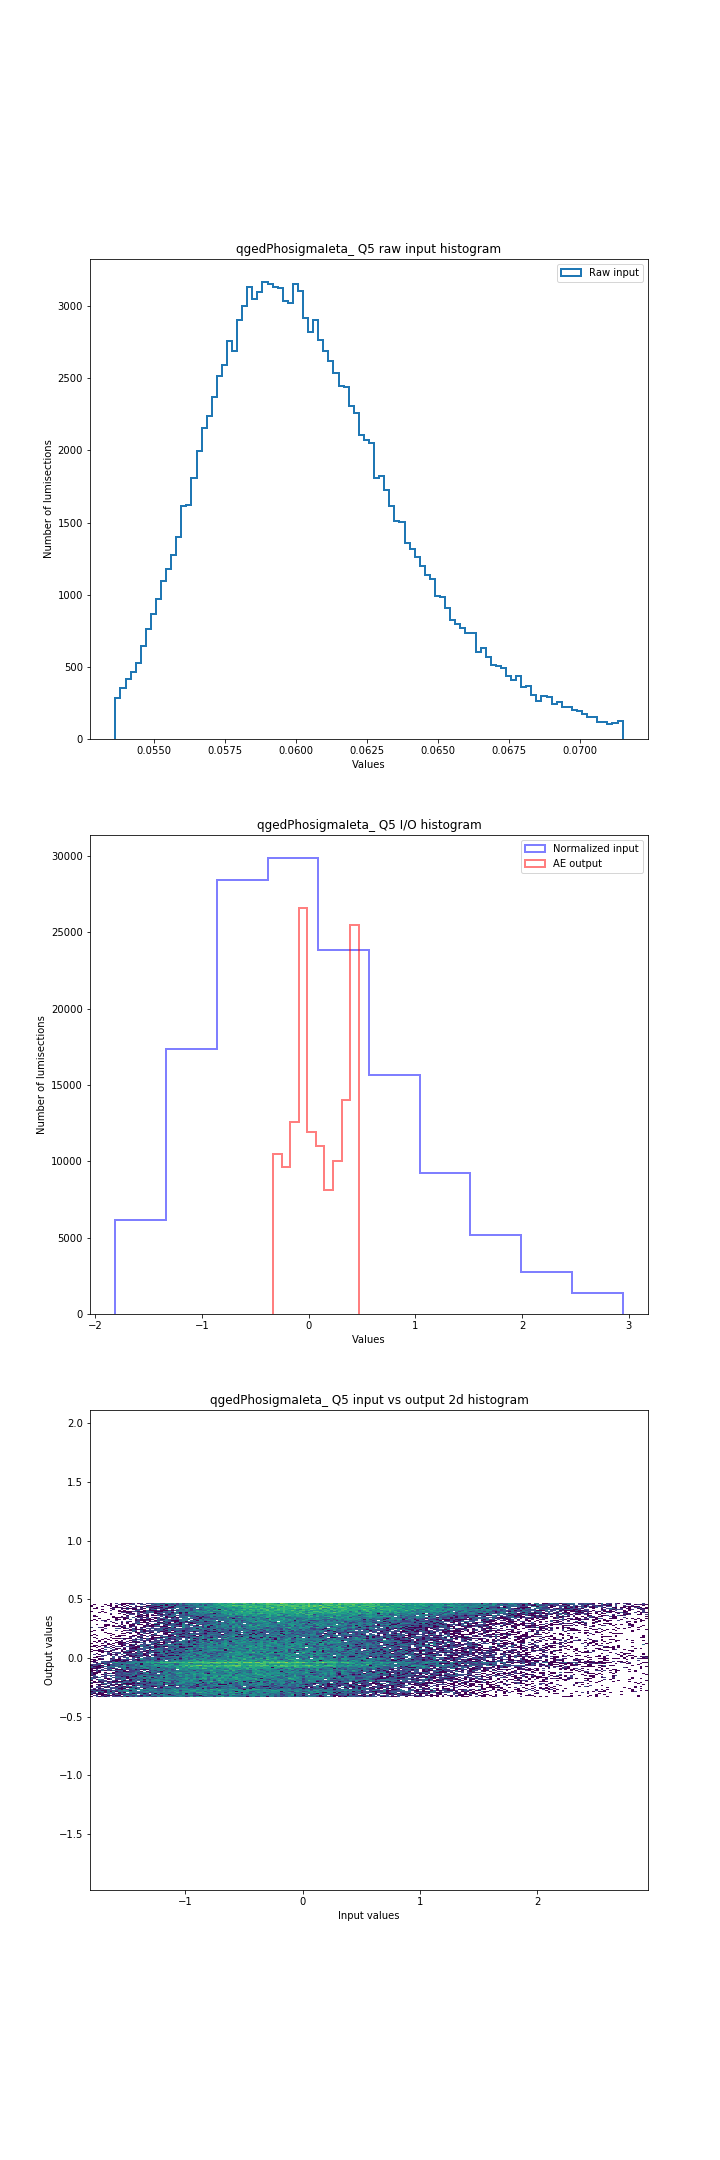 qgedPhosigmaIeta_ Q5 raw input histogram
Raw input
3000
2500
2000
1500
1000
500
0
Number of lumisections
0.0550 0.0575 0.0600 0.0625 0.0650 0.0675 0.0700
Values
qgedPhosigmaIeta_ Q5 I/O histogram
Normalized input
AE output
30000
25000
20000
15000
10000
5000
0
Number of lumisections
−2 −1 0 1 2 3
Values
qgedPhosigmaIeta_ Q5 input vs output 2d histogram
2.0
1.5
1.0
0.5
0.0
−0.5
−1.0
−1.5
Output values
−1 0 1 2
Input values